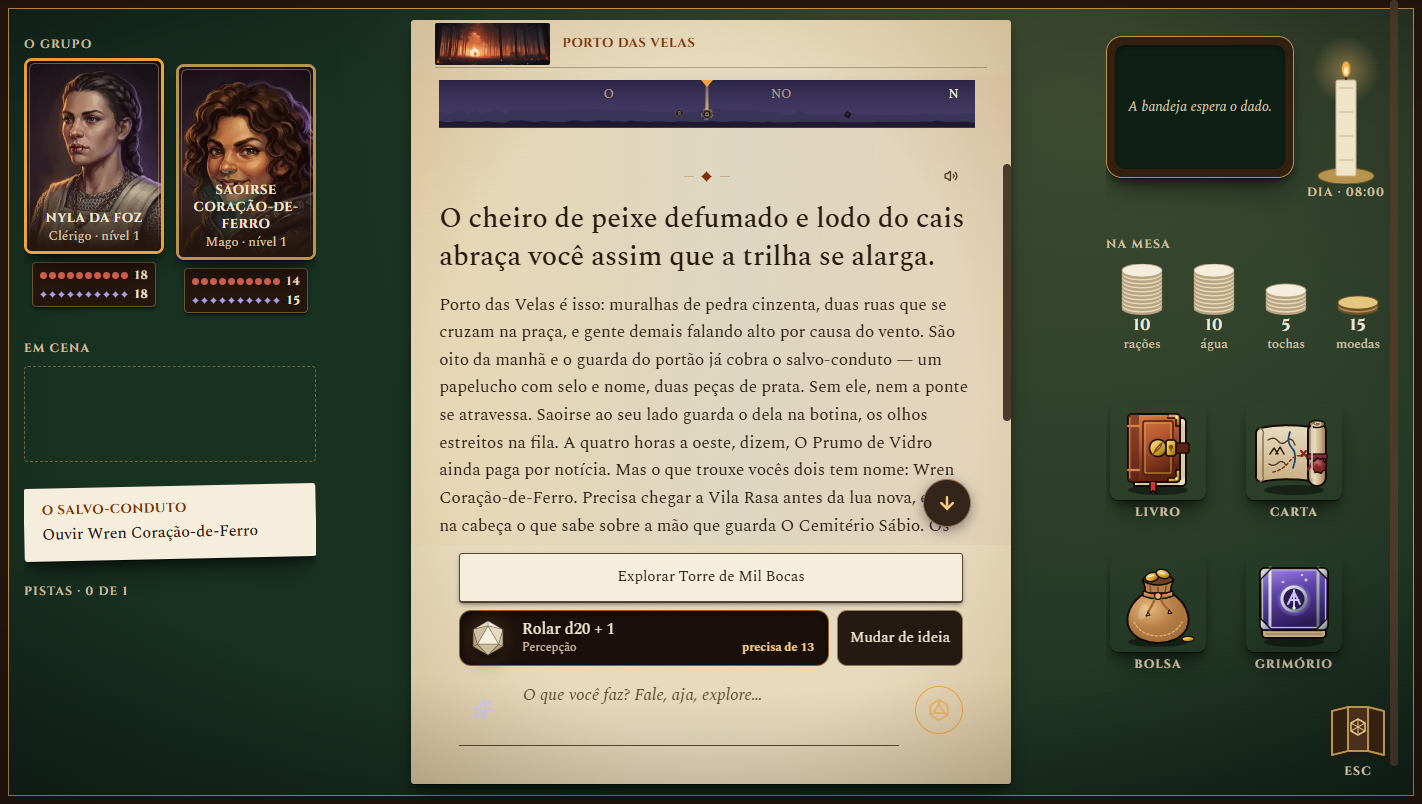 O GRUPO
NYLA DA FOZ
Clérigo · nível 1
18
18
SAOIRSE
CORAÇÃO-DE-
FERRO
Mago · nível 1
14
15
EM CENA
O SALVO-CONDUTO
Ouvir Wren Coração-de-Ferro
PISTAS · 0 DE 1
PORTO DAS VELAS
O NO N
O cheiro de peixe defumado e lodo do cais
abraça você assim que a trilha se alarga.
Porto das Velas é isso: muralhas de pedra cinzenta, duas ruas que se
cruzam na praça, e gente demais falando alto por causa do vento. São
oito da manhã e o guarda do portão já cobra o salvo-conduto — um
papelucho com selo e nome, duas peças de prata. Sem ele, nem a ponte
se atravessa. Saoirse ao seu lado guarda o dela na botina, os olhos
estreitos na fila. A quatro horas a oeste, dizem, O Prumo de Vidro
ainda paga por notícia. Mas o que trouxe vocês dois tem nome: Wren
Coração-de-Ferro. Precisa chegar a Vila Rasa antes da lua nova,
na cabeça o que sabe sobre a mão que guarda O Cemitério Sábio. Os
Explorar Torre de Mil Bocas
Rolar d20 + 1
Percepção
precisa de 13
Mudar de ideia
O que você faz? Fale, aja, explore...
A bandeja espera o dado.
DIA · 08:00
NA MESA
10
rações
10
água
5
tochas
15
moedas
LIVRO
CARTA
BOLSA
GRIMÓRIO
ESC